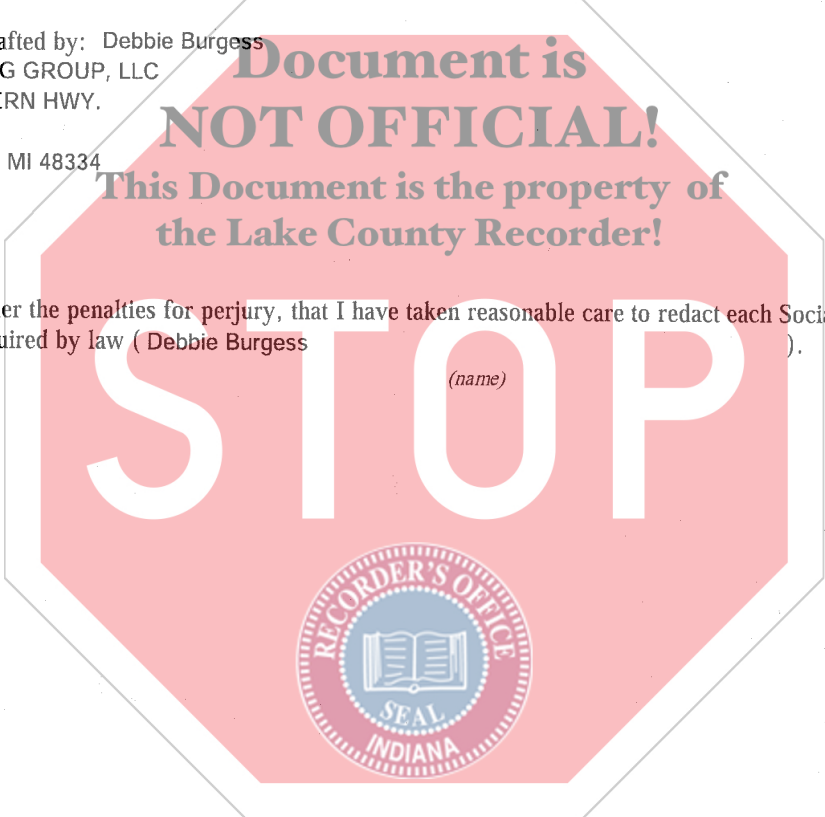 afted by: Debbie Burgess
G GROUP, LLC
ERN HWY.
MI 48334
Document is
NOT OFFICIAL!
This Document is the property of
the Lake County Recorder!
er the penalties for perjury, that I have taken reasonable care to redact each Socia
uired by law ( Debbie Burgess ).
(name)
STOP
RECORDER'S OFFICE
SEAL
INDIANA